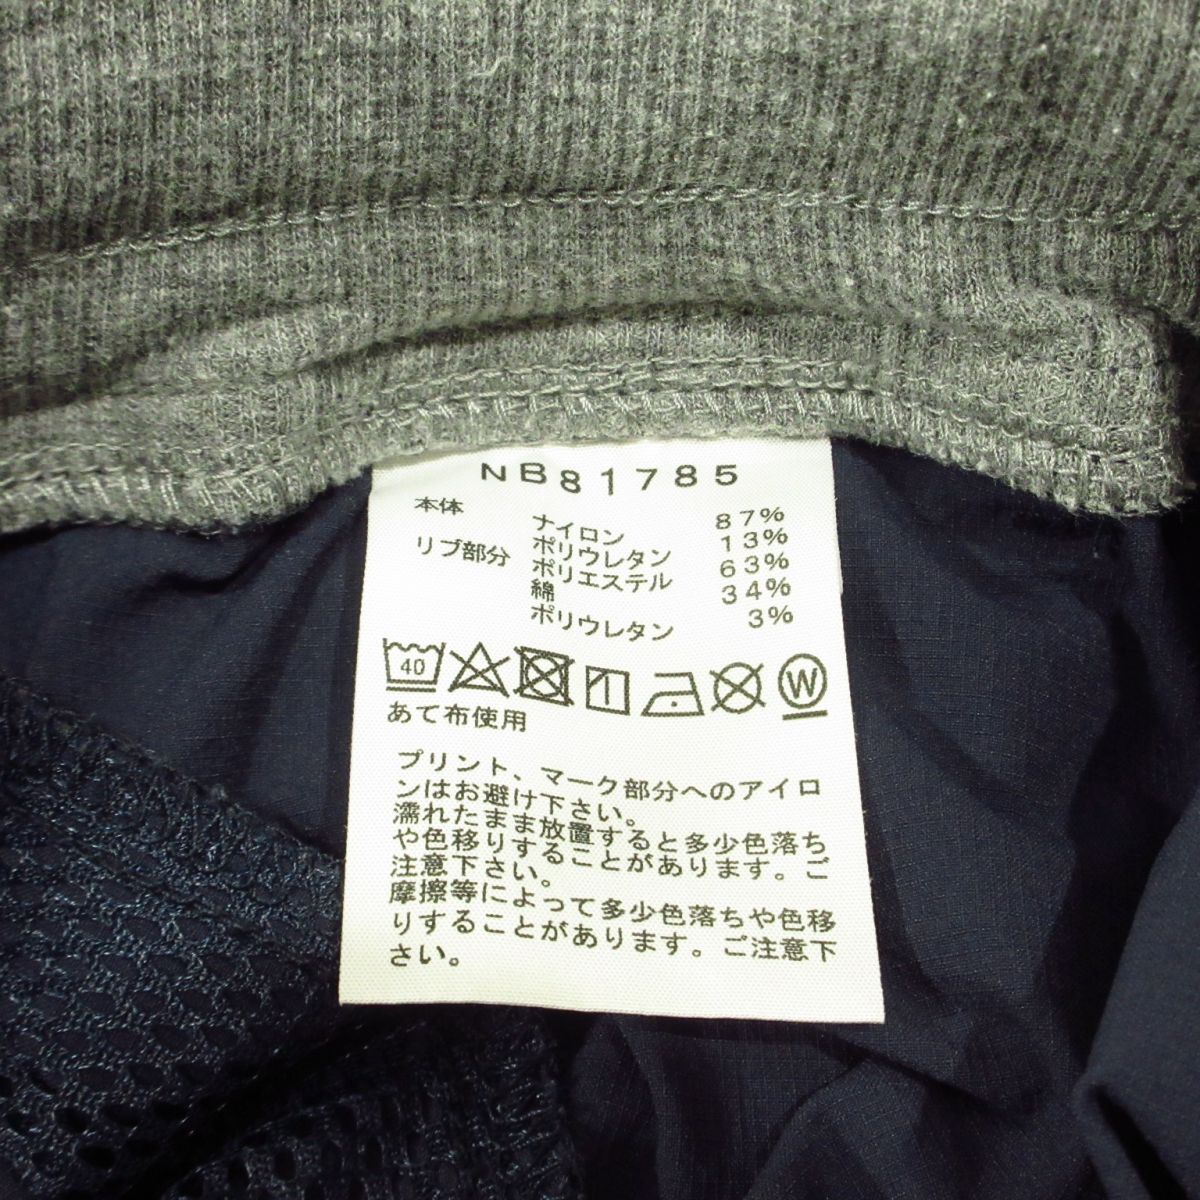 NB81785
本体 ナイロン 87%
ポリウレタン 13%
リブ部分 ポリエステル 63%
綿 34%
ポリウレタン 3%
40 W
あて布使用
プリント、マーク部分へのアイロ
ンはお避け下さい。
濡れたまま放置すると多少色落ち
や色移りすることがあります。ご
注意下さい。
摩擦等によって多少色落ちや色移
りすることがあります。ご注意下
さい。